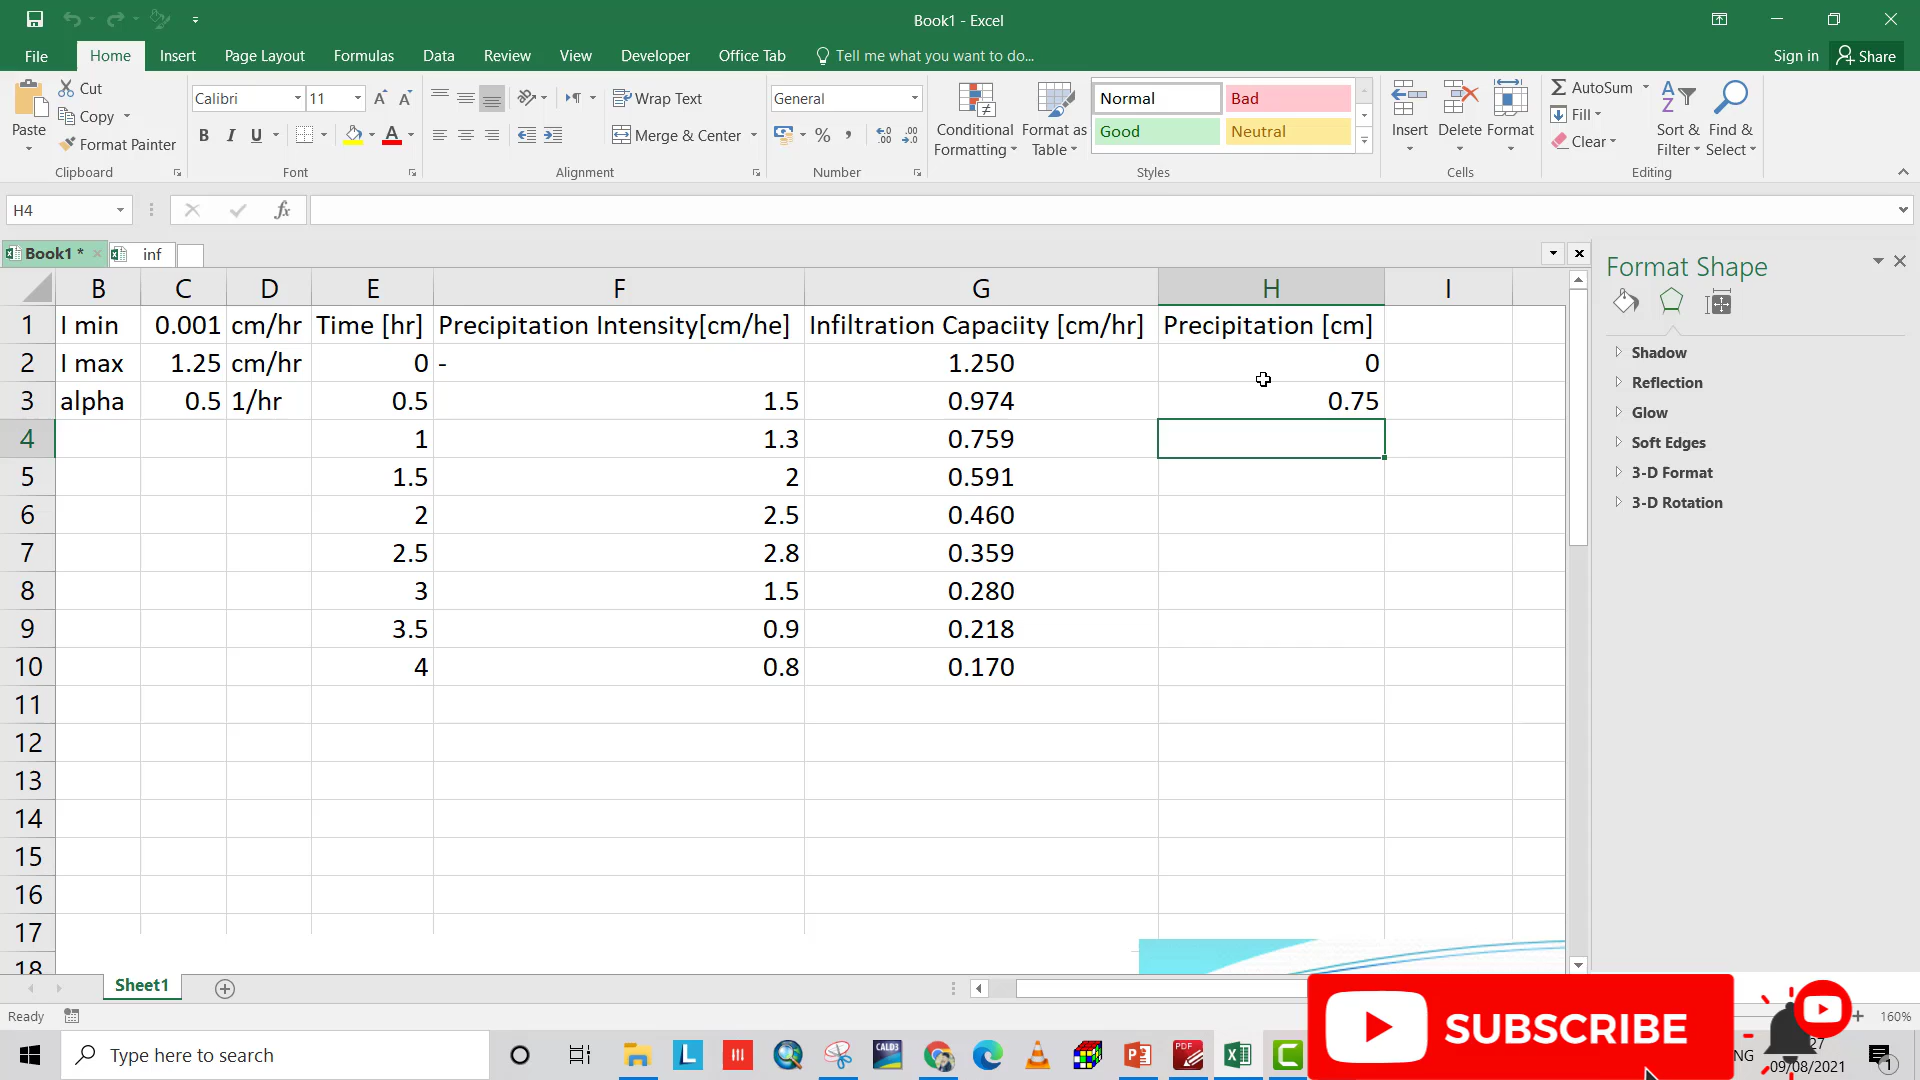 Book1 - Excel
File Home Insert Page Layout Formulas Data Review View Developer Office Tab Tell me what you want to do... Sign in Share
Cut
Copy
Format Painter
Paste
Clipboard
Calibri 11
B I U
Font
Wrap Text
Merge & Center
Alignment
General
Number
Conditional Formatting
Format as Table
Normal Bad
Good Neutral
Styles
Insert Delete Format
Cells
AutoSum
Fill
Clear
Sort & Filter
Find & Select
Editing
H4
fx
Book1 * inf
Format Shape
Shadow
Reflection
Glow
Soft Edges
3-D Format
3-D Rotation
B C D E F G H I
1 I min 0.001 cm/hr Time [hr] Precipitation Intensity[cm/he] Infiltration Capaciity [cm/hr] Precipitation [cm]
2 I max 1.25 cm/hr 0 - 1.250 0
3 alpha 0.5 1/hr 0.5 1.5 0.974 0.75
4 1 1.3 0.759
5 1.5 2 0.591
6 2 2.5 0.460
7 2.5 2.8 0.359
8 3 1.5 0.280
9 3.5 0.9 0.218
10 4 0.8 0.170
11
12
13
14
15
16
17
18
Sheet1
Ready
160%
SUBSCRIBE
Type here to search
CALD3
PDF
NG
27
09/08/2021
1